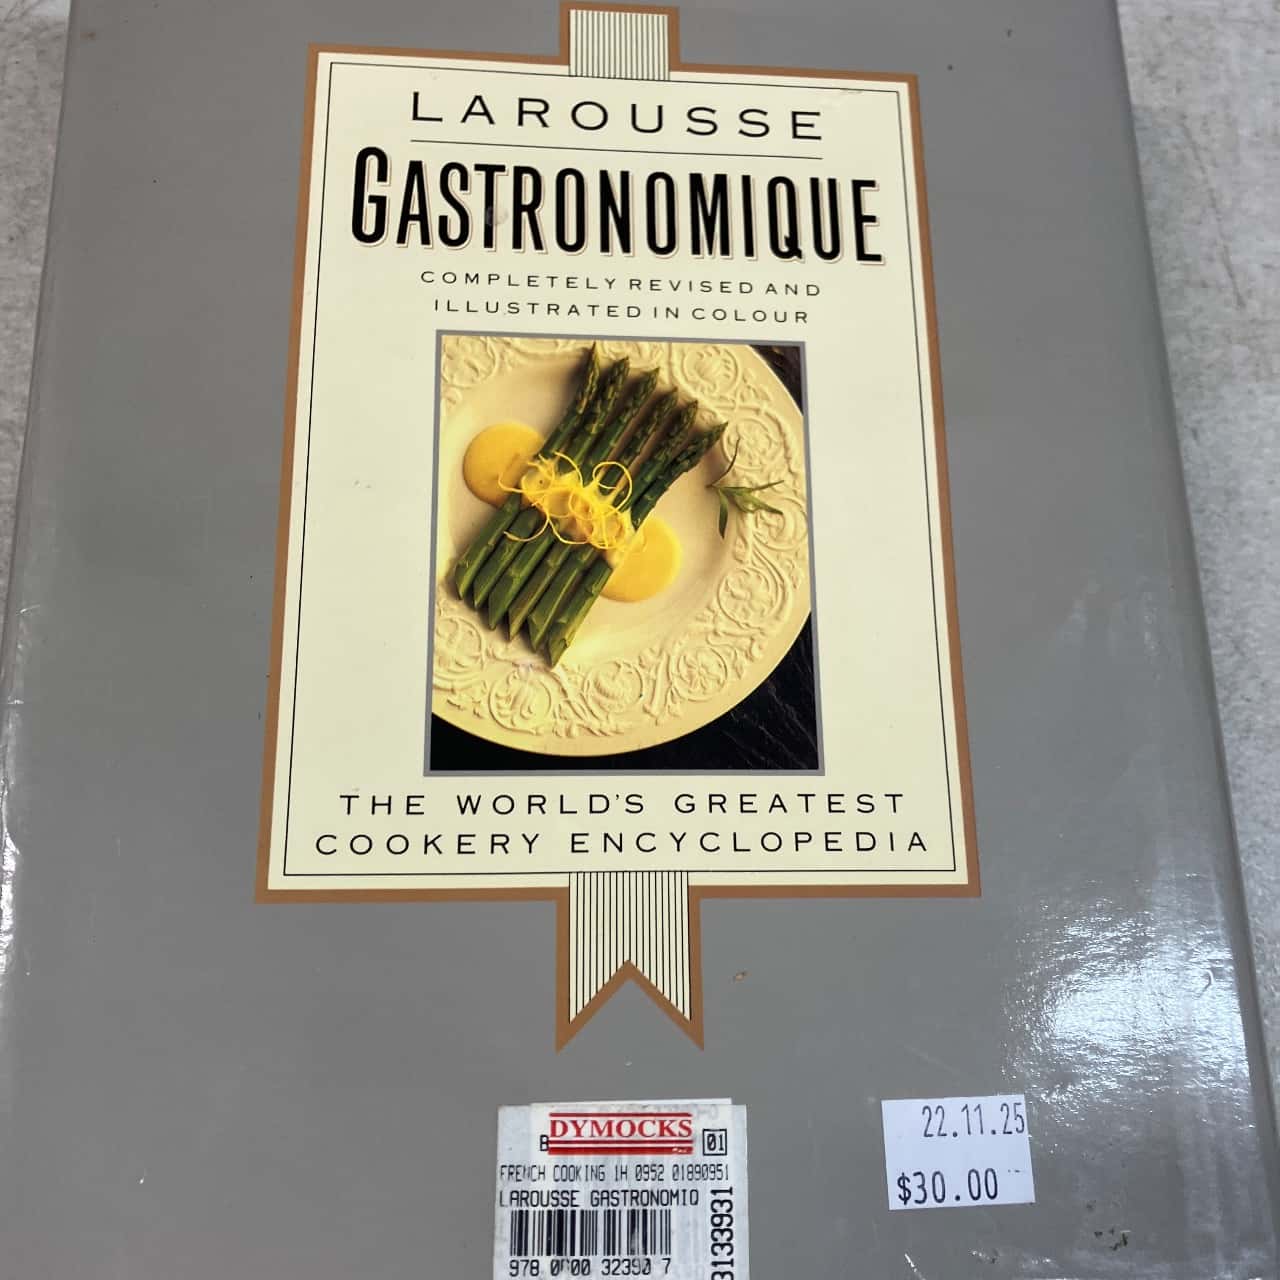 LAROUSSE
GASTRONOMIQUE
COMPLETELY REVISED AND
ILLUSTRATED IN COLOUR
THE WORLD'S GREATEST
COOKERY ENCYCLOPEDIA
DYMOCKS
01
FRENCH COOKING 1H 0952 01890951
LAROUSSE GASTRONOMIQ
3133931
22.11.25
$30.00